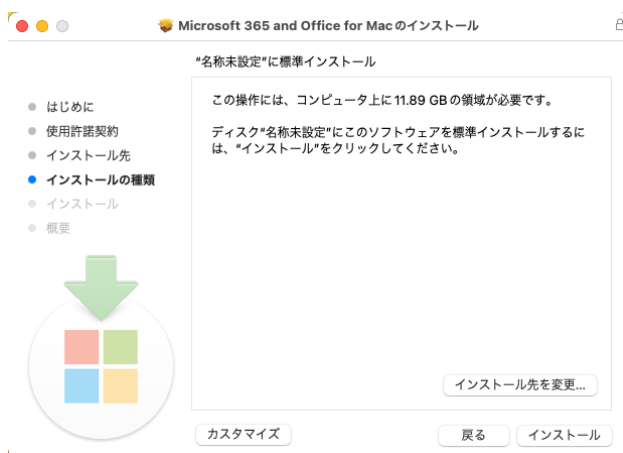 Microsoft 365 and Office for Macのインストール
“名称未設定”に標準インストール
はじめに
使用許諾契約
インストール先
インストールの種類
インストール
概要
この操作には、コンピュータ上に11.89 GBの領域が必要です。
ディスク“名称未設定”にこのソフトウェアを標準インストールするに
は、“インストール”をクリックしてください。
インストール先を変更...
カスタマイズ
戻る
インストール